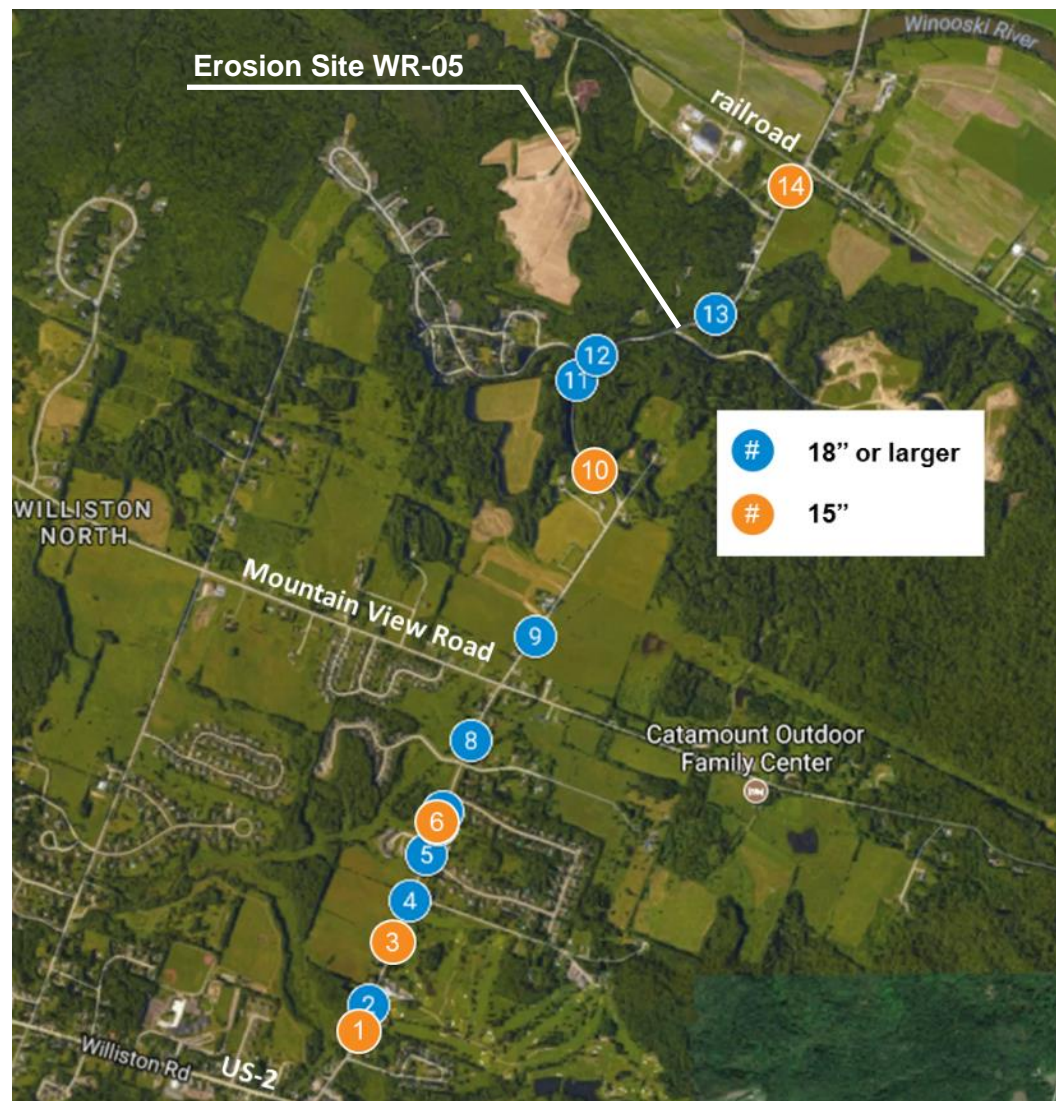 Winooski River
Erosion Site WR-05
railroad
14
13
12
11
# 18” or larger
10
# 15”
WILLISTON
NORTH
Mountain View Road
9
8
Catamount Outdoor
Family Center
6
5
4
3
2
1
Williston Rd
US-2